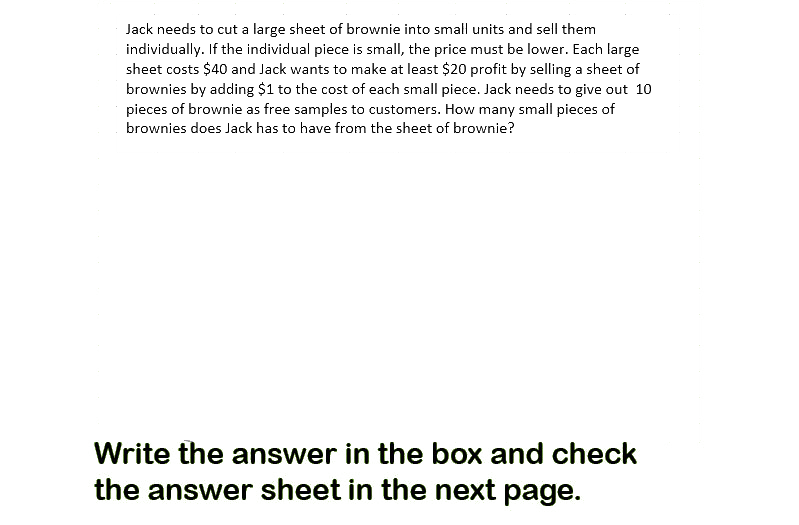 Jack needs to cut a large sheet of brownie into small units and sell them
individually. If the individual piece is small, the price must be lower. Each large
sheet costs $40 and Jack wants to make at least $20 profit by selling a sheet of
brownies by adding $1 to the cost of each small piece. Jack needs to give out 10
pieces of brownie as free samples to customers. How many small pieces of
brownies does Jack has to have from the sheet of brownie?
Write the answer in the box and check
the answer sheet in the next page.